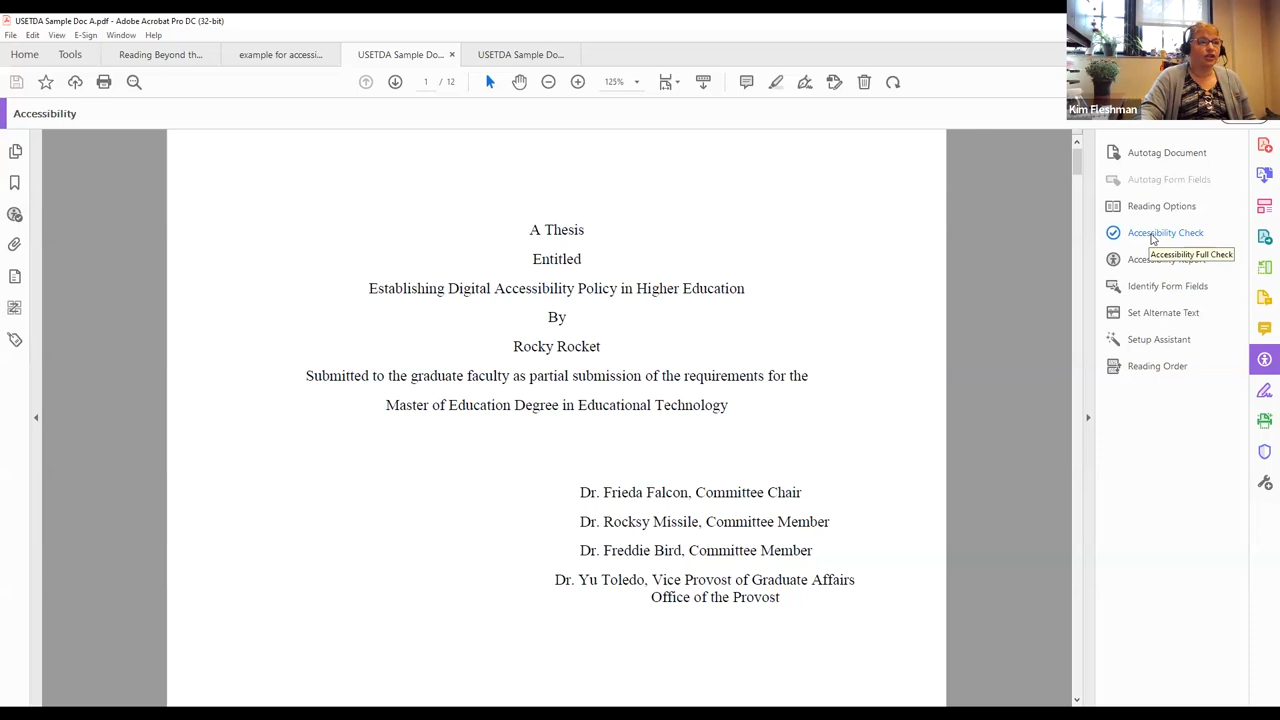 USETDA Sample Doc A.pdf - Adobe Acrobat Pro DC (32-bit)
File Edit View E-Sign Window Help
Home Tools Reading Beyond th... example for accessi... USETDA Sample Do... × USETDA Sample Do...
1 / 12 125%
Kim Fleshman
Accessibility
Autotag Document
Autotag Form Fields
Reading Options
Accessibility Check
Accessibility Full Check
Accessibility Report
Identify Form Fields
Set Alternate Text
Setup Assistant
Reading Order
A Thesis
Entitled
Establishing Digital Accessibility Policy in Higher Education
By
Rocky Rocket
Submitted to the graduate faculty as partial submission of the requirements for the
Master of Education Degree in Educational Technology
Dr. Frieda Falcon, Committee Chair
Dr. Rocksy Missile, Committee Member
Dr. Freddie Bird, Committee Member
Dr. Yu Toledo, Vice Provost of Graduate Affairs
Office of the Provost